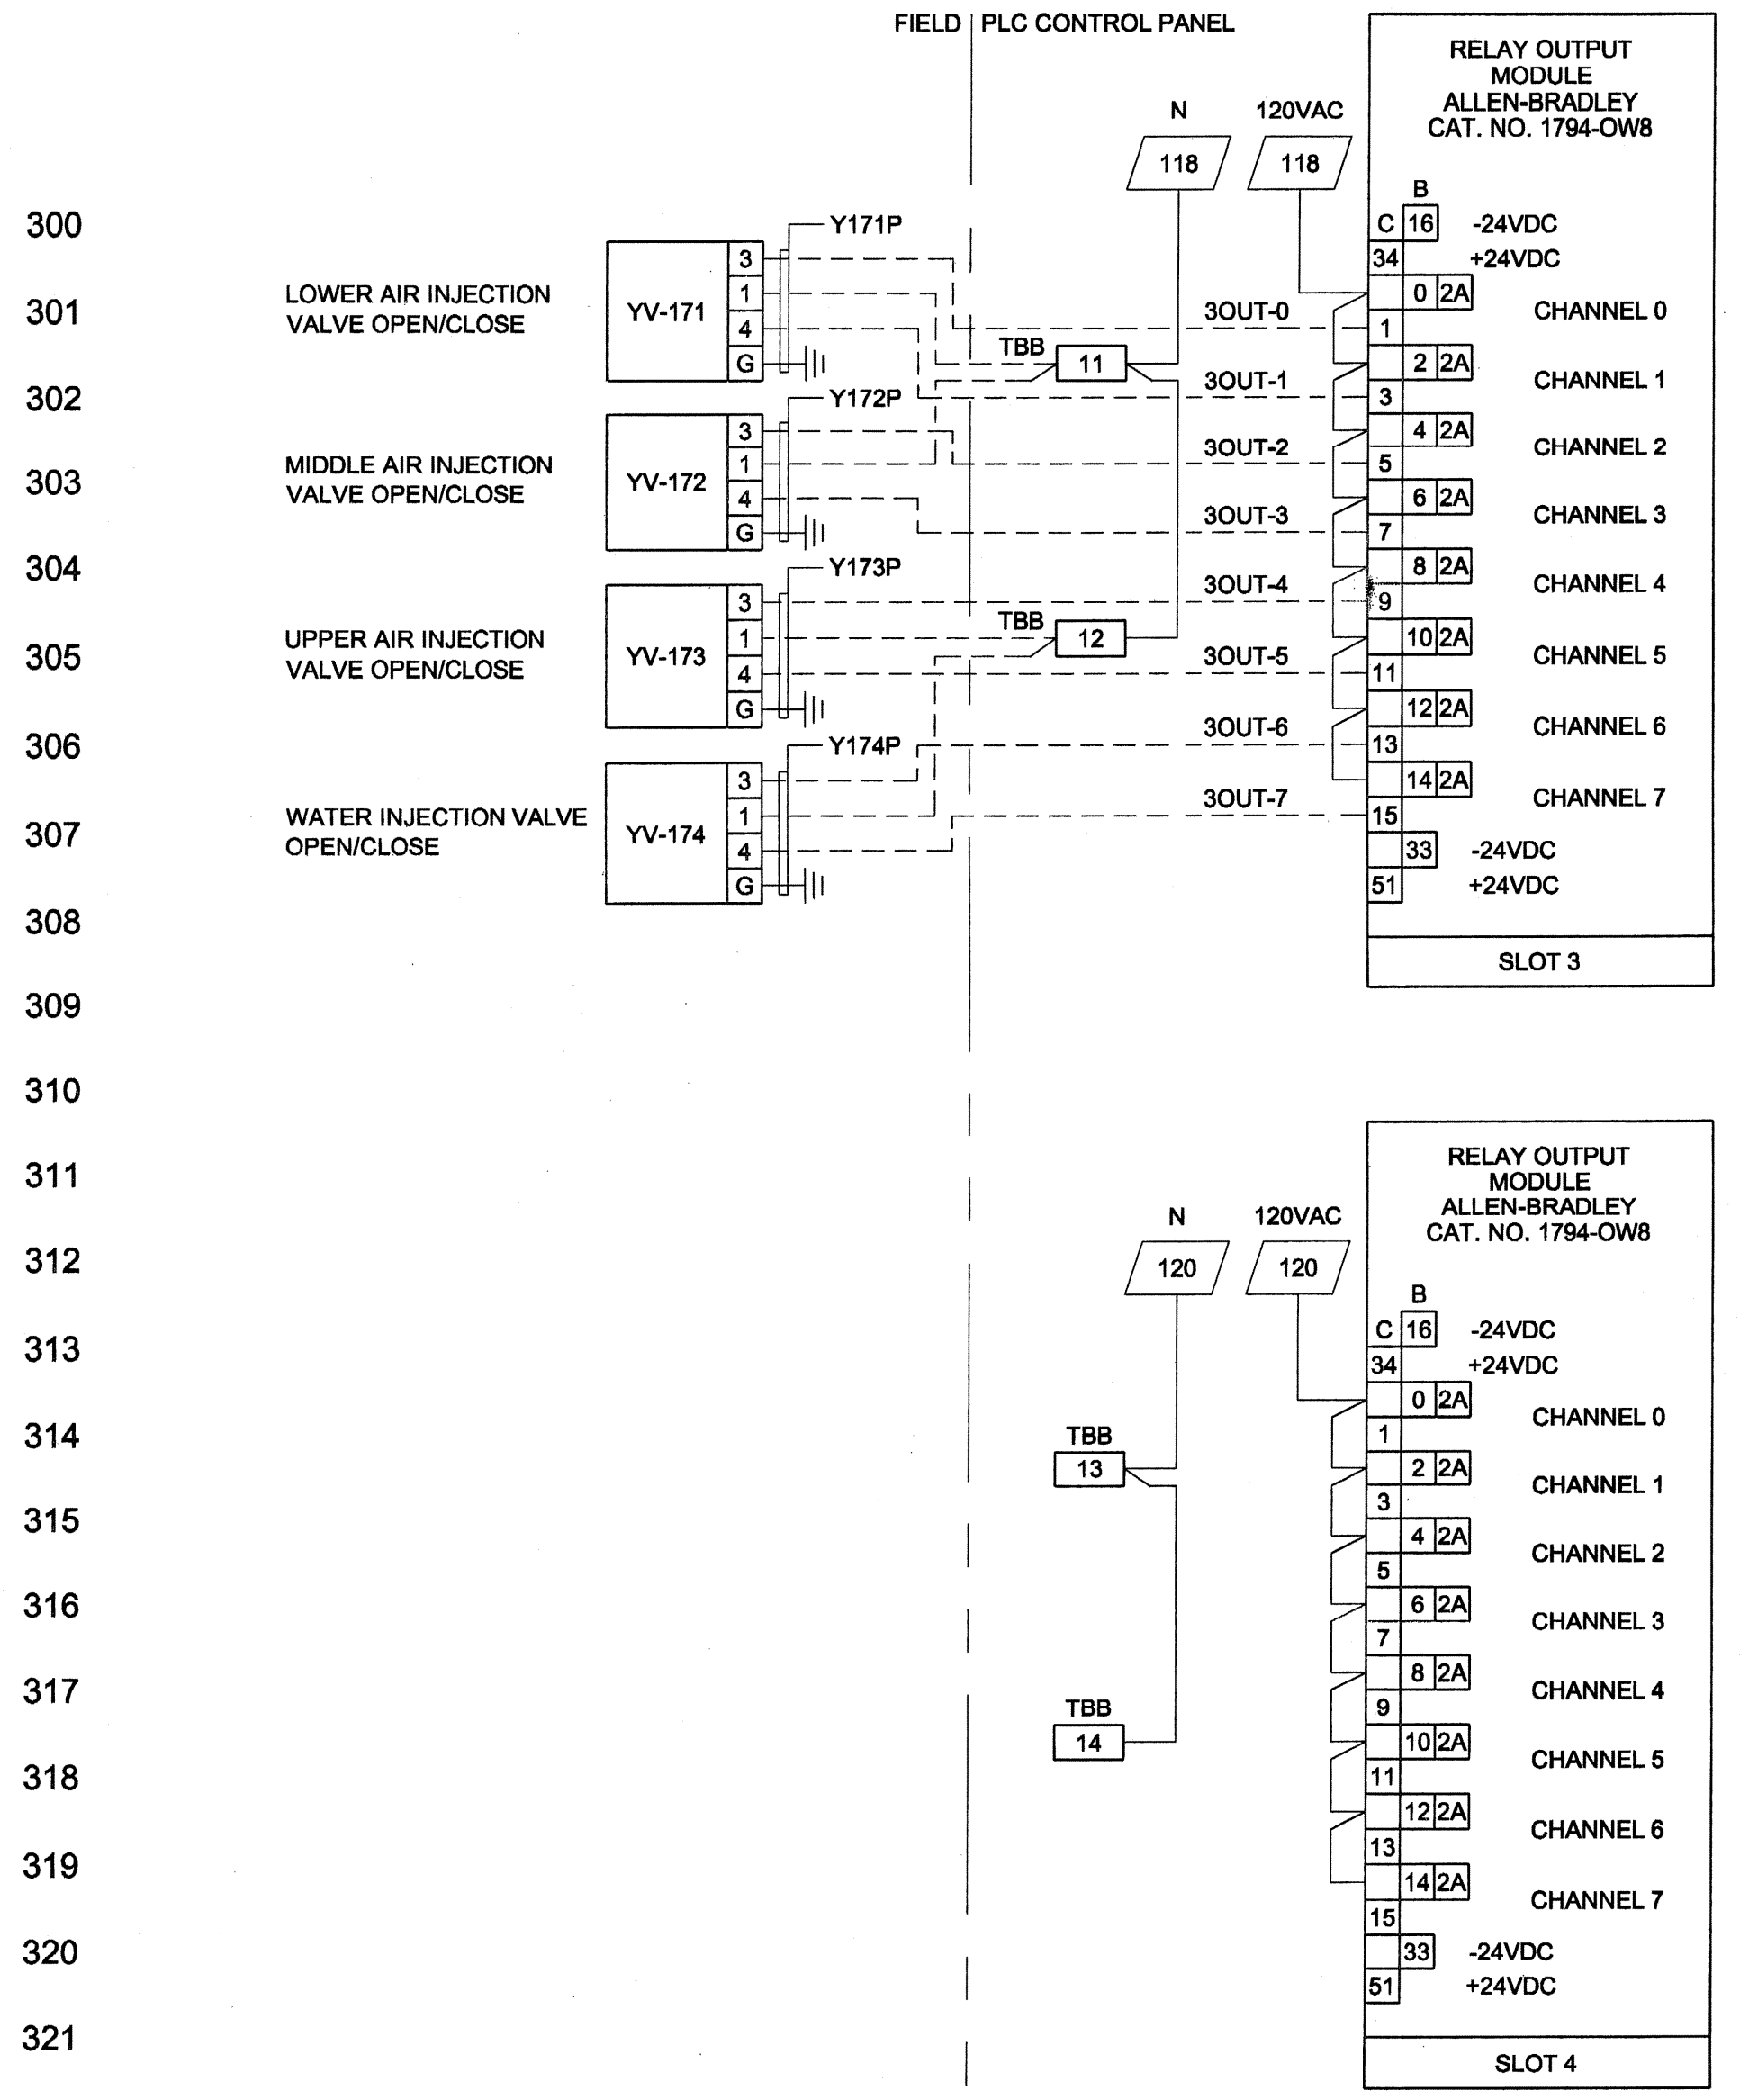 FIELD PLC CONTROL PANEL
RELAY OUTPUT
MODULE
ALLEN-BRADLEY
CAT. NO. 1794-OW8
N 120VAC
118 118
B
300 Y171P C 16 -24VDC
3 34 +24VDC
LOWER AIR INJECTION 1 0 2A
301 YV-171 3OUT-0 CHANNEL 0
VALVE OPEN/CLOSE 4 1
G TBB 11 2 2A
3OUT-1 CHANNEL 1
302 Y172P 3
3 4 2A
3OUT-2 CHANNEL 2
MIDDLE AIR INJECTION 1 5
303 YV-172
VALVE OPEN/CLOSE 4 6 2A
3OUT-3 CHANNEL 3
G 7
304 Y173P 8 2A
3OUT-4 CHANNEL 4
3 9
TBB
UPPER AIR INJECTION 1 12 10 2A
305 YV-173 3OUT-5 CHANNEL 5
VALVE OPEN/CLOSE 4 11
G 12 2A
3OUT-6 CHANNEL 6
306 Y174P 13
3 14 2A
3OUT-7 CHANNEL 7
WATER INJECTION VALVE 1 15
307 YV-174
OPEN/CLOSE 4 33 -24VDC
G 51 +24VDC
308
SLOT 3
309
310
311
RELAY OUTPUT
MODULE
ALLEN-BRADLEY
CAT. NO. 1794-OW8
N 120VAC
312 120 120
B
313 C 16 -24VDC
34 +24VDC
0 2A
CHANNEL 0
314 TBB 1
13 2 2A
CHANNEL 1
3
315 4 2A
CHANNEL 2
5
316 6 2A
CHANNEL 3
7
317 8 2A
CHANNEL 4
TBB 9
14 10 2A
CHANNEL 5
318 11
12 2A
CHANNEL 6
13
319 14 2A
CHANNEL 7
15
320 33 -24VDC
51 +24VDC
321
SLOT 4